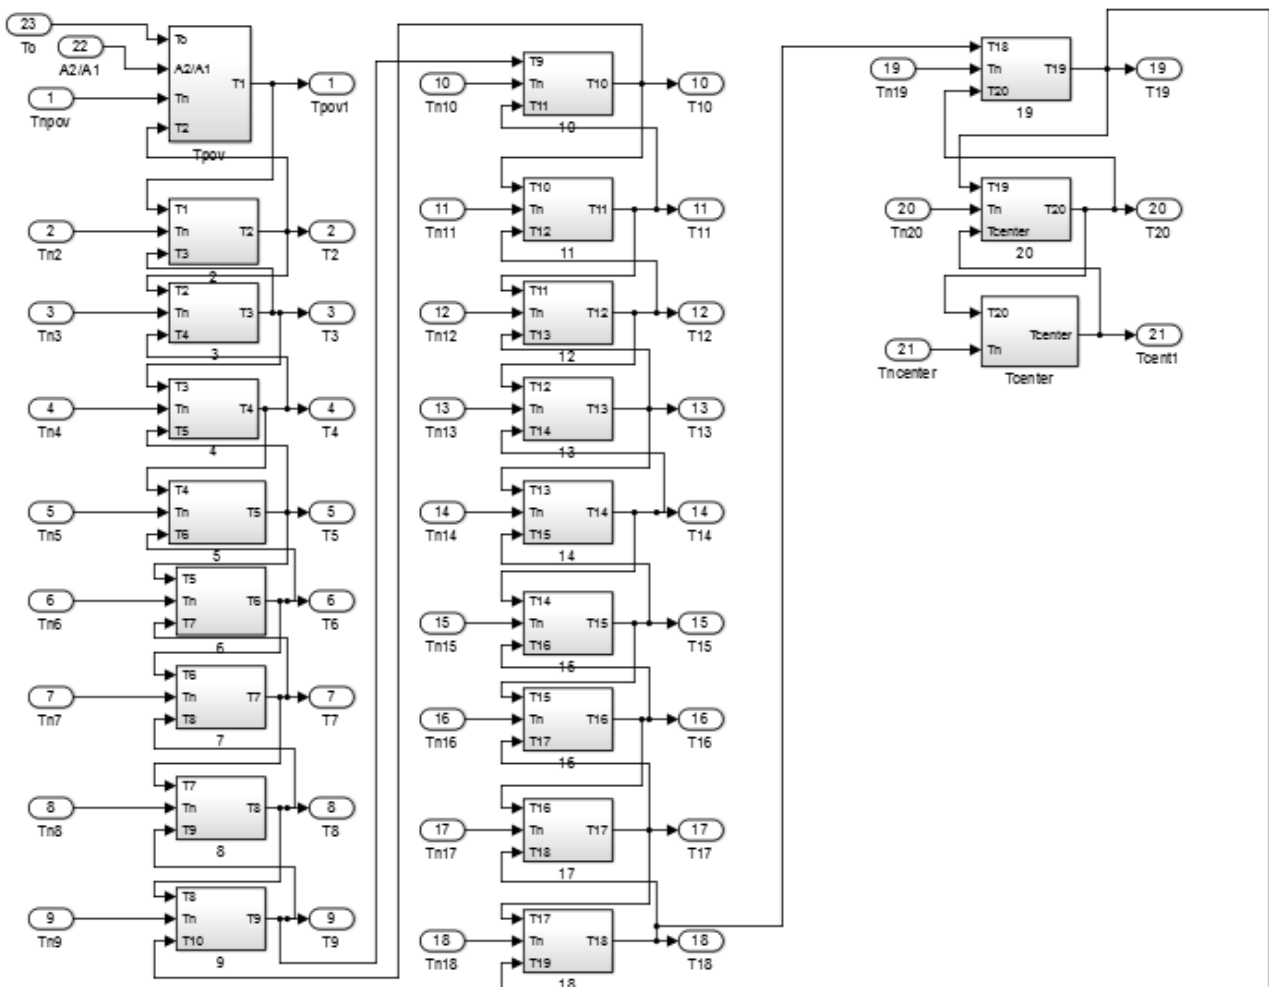 23
To
22
A2/A1
1
Tnpov
To
A2/A1
Tn
T2
T1
Tpov
1
Tpov1
2
Tn2
T1
Tn
T3
T2
2
2
T2
3
Tn3
T2
Tn
T4
T3
3
3
T3
4
Tn4
T3
Tn
T5
T4
4
4
T4
5
Tn5
T4
Tn
T6
T5
5
5
T5
6
Tn6
T5
Tn
T7
T6
6
6
T6
7
Tn7
T6
Tn
T8
T7
7
7
T7
8
Tn8
T7
Tn
T9
T8
8
8
T8
9
Tn9
T8
Tn
T10
T9
9
9
T9
10
Tn10
T9
Tn
T11
T10
10
10
T10
11
Tn11
T10
Tn
T12
T11
11
11
T11
12
Tn12
T11
Tn
T13
T12
12
12
T12
13
Tn13
T12
Tn
T14
T13
13
13
T13
14
Tn14
T13
Tn
T15
T14
14
14
T14
15
Tn15
T14
Tn
T16
T15
15
15
T15
16
Tn16
T15
Tn
T17
T16
16
16
T16
17
Tn17
T16
Tn
T18
T17
17
17
T17
18
Tn18
T17
Tn
T19
T18
18
18
T18
19
Tn19
T18
Tn
T20
T19
19
19
T19
20
Tn20
T19
Tn
Tcenter
T20
20
20
T20
21
Tncenter
T20
Tn
Tcenter
Tcenter
21
Tcent1